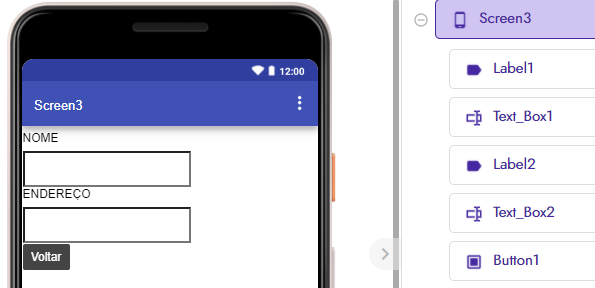 12:00
Screen3
NOME
ENDEREÇO
Voltar
Screen3
Label1
Text_Box1
Label2
Text_Box2
Button1